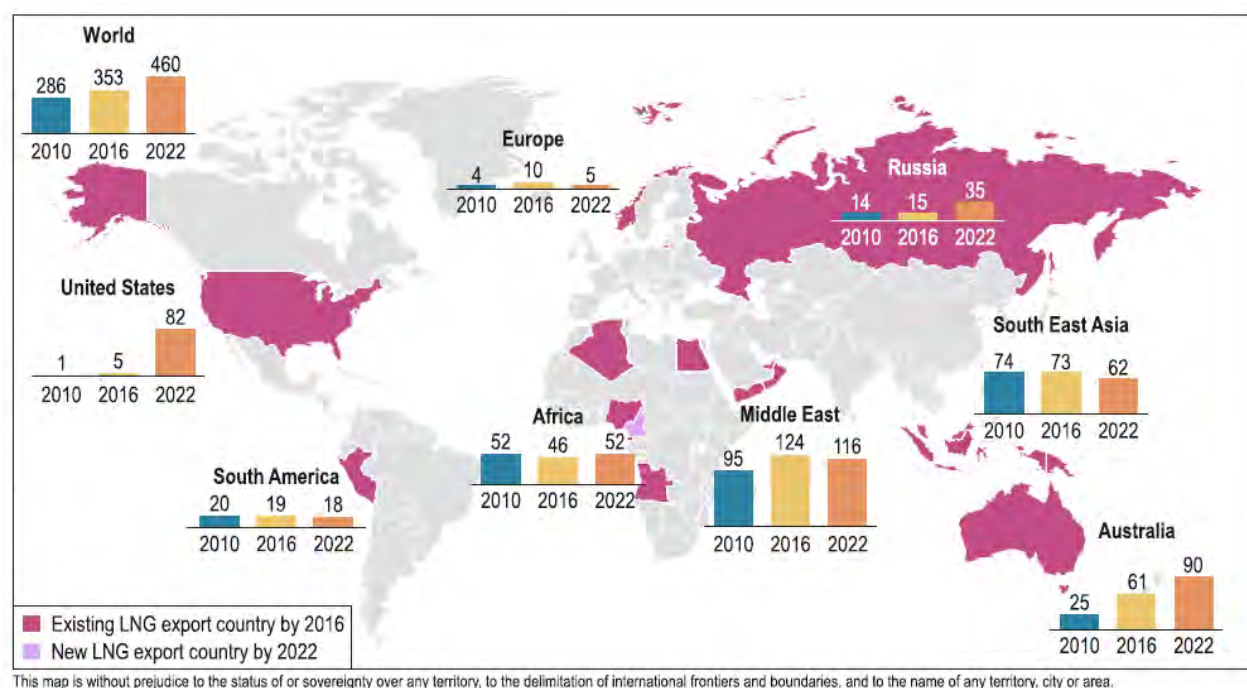 World
286 353 460
2010 2016 2022
Europe
4 10 5
2010 2016 2022
Russia
14 15 35
2010 2016 2022
United States
1 5 82
2010 2016 2022
South East Asia
74 73 62
2010 2016 2022
Africa
52 46 52
2010 2016 2022
Middle East
95 124 116
2010 2016 2022
South America
20 19 18
2010 2016 2022
Australia
25 61 90
2010 2016 2022
Existing LNG export country by 2016
New LNG export country by 2022
This map is without prejudice to the status of or sovereignty over any territory, to the delimitation of international frontiers and boundaries, and to the name of any territory, city or area.